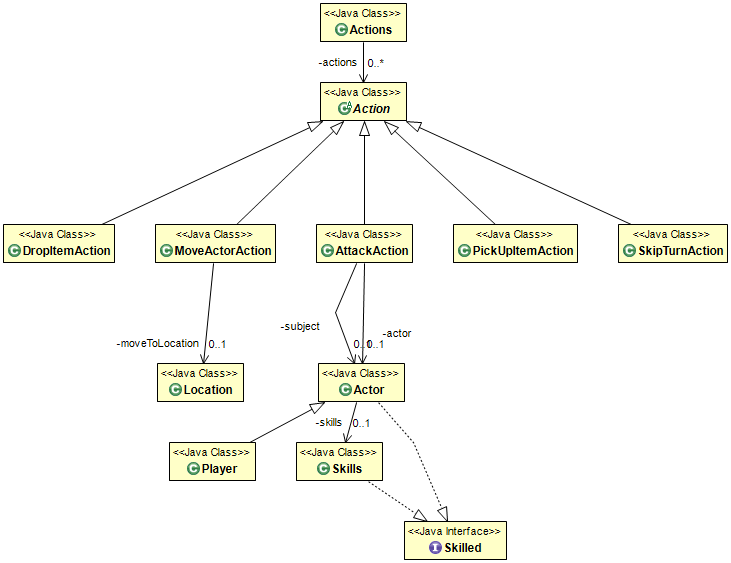 <<Java Class>>
Actions
-actions
0..*
<<Java Class>>
Action
<<Java Class>>
DropItemAction
<<Java Class>>
MoveActorAction
<<Java Class>>
AttackAction
<<Java Class>>
PickUpItemAction
<<Java Class>>
SkipTurnAction
-moveToLocation
0..1
-subject
0..1
-actor
0..1
<<Java Class>>
Location
<<Java Class>>
Actor
-skills
0..1
<<Java Class>>
Player
<<Java Class>>
Skills
<<Java Interface>>
Skilled